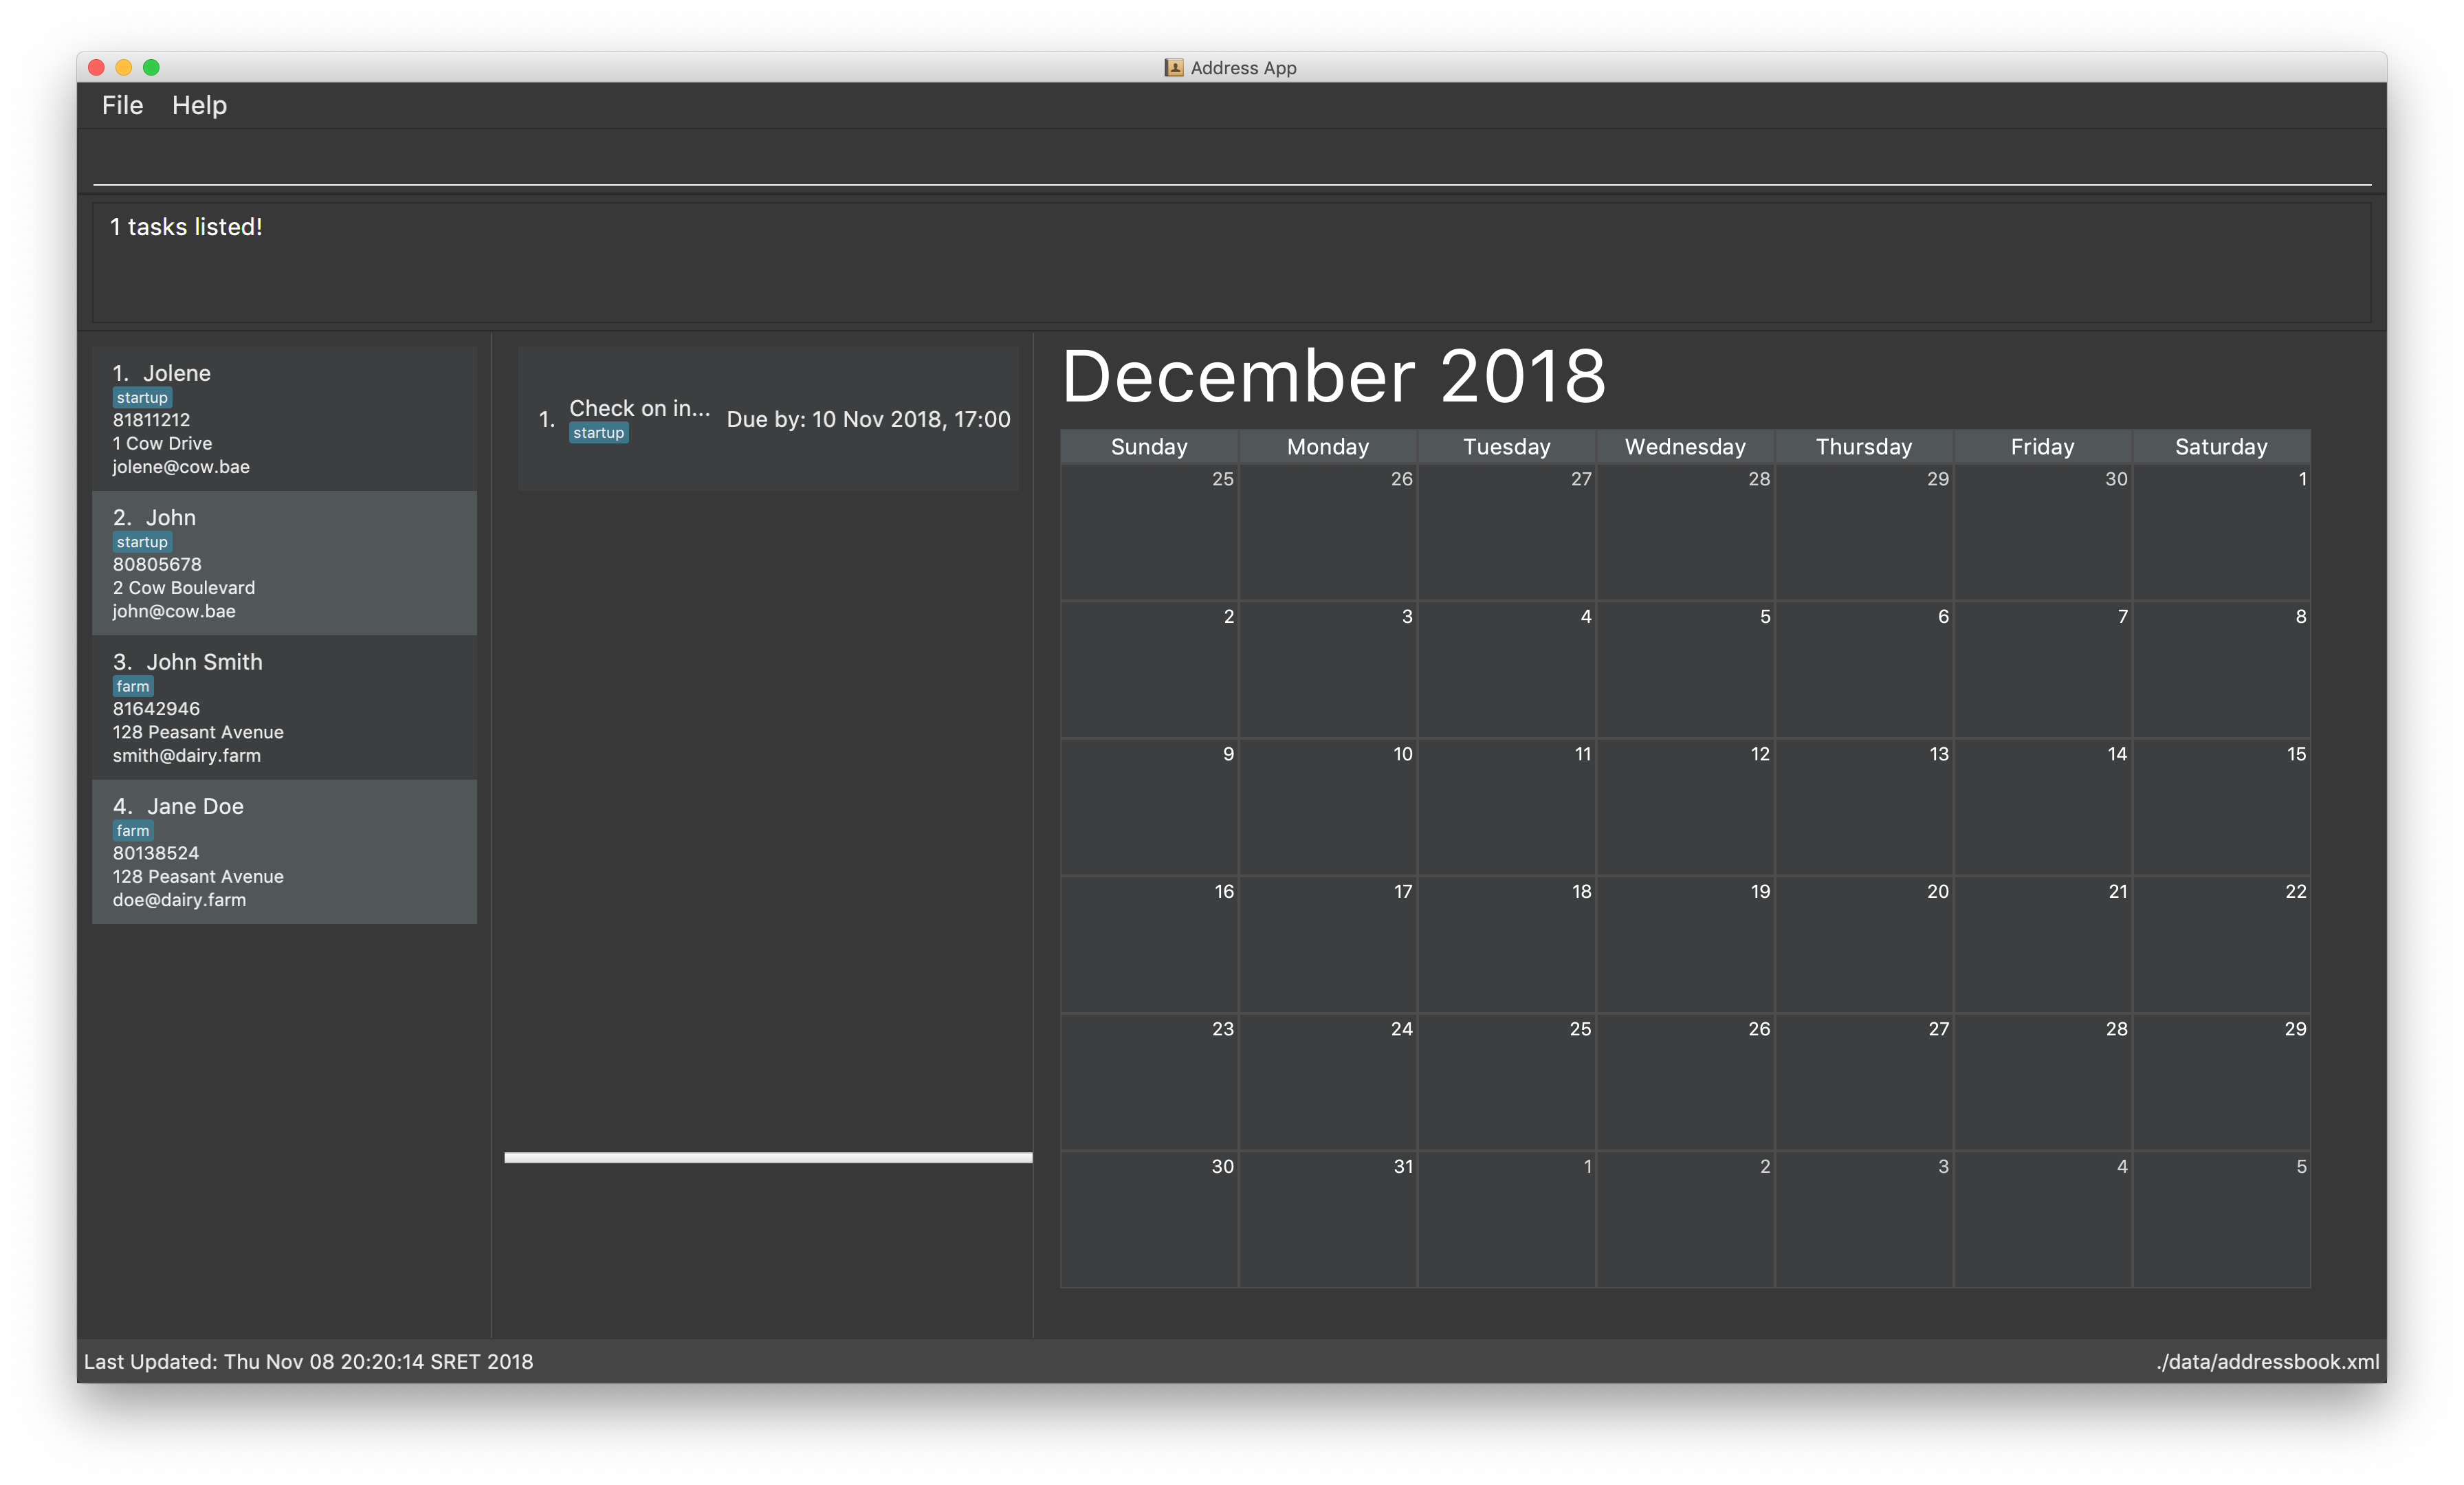 Address App
File Help
1 tasks listed!
1. Jolene
startup
81811212
1 Cow Drive
jolene@cow.bae
2. John
startup
80805678
2 Cow Boulevard
john@cow.bae
3. John Smith
farm
81642946
128 Peasant Avenue
smith@dairy.farm
4. Jane Doe
farm
80138524
128 Peasant Avenue
doe@dairy.farm
1. Check on in... Due by: 10 Nov 2018, 17:00
startup
December 2018
Sunday Monday Tuesday Wednesday Thursday Friday Saturday
25 26 27 28 29 30 1
2 3 4 5 6 7 8
9 10 11 12 13 14 15
16 17 18 19 20 21 22
23 24 25 26 27 28 29
30 31 1 2 3 4 5
Last Updated: Thu Nov 08 20:20:14 SRET 2018
./data/addressbook.xml